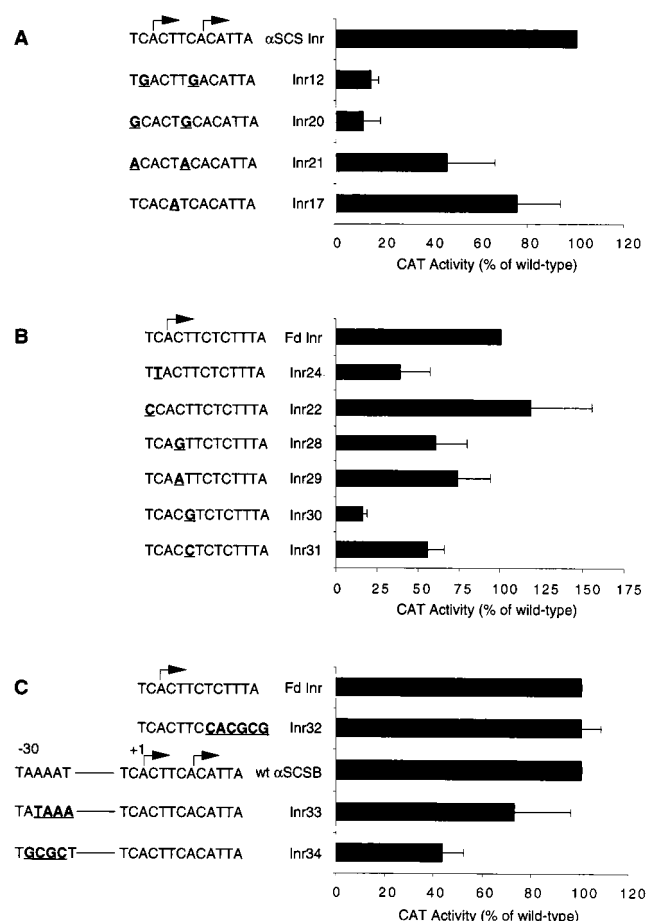 A
TCACTTCACATTA αSCS Inr
TGACTTGACATTA Inr12
GCACTGCACATTA Inr20
ACACTACACATTA Inr21
TCACATCACATTA Inr17
0 20 40 60 80 100 120
CAT Activity (% of wild-type)
B
TCACTTCTCTTTA Fd Inr
TTACTTCTCTTTA Inr24
CCACTTCTCTTTA Inr22
TCAGTTCTCTTTA Inr28
TCAATTCTCTTTA Inr29
TCACGTCTCTTTA Inr30
TCACCTCTCTTTA Inr31
0 25 50 75 100 125 150 175
CAT Activity (% of wild-type)
C
TCACTTCTCTTTA Fd Inr
TCACTTCCACGCG Inr32
-30 +1
TAAAAT TCACTTCACATTA wt αSCSB
TATAAA TCACTTCACATTA Inr33
TGCGCT TCACTTCACATTA Inr34
0 20 40 60 80 100 120
CAT Activity (% of wild-type)